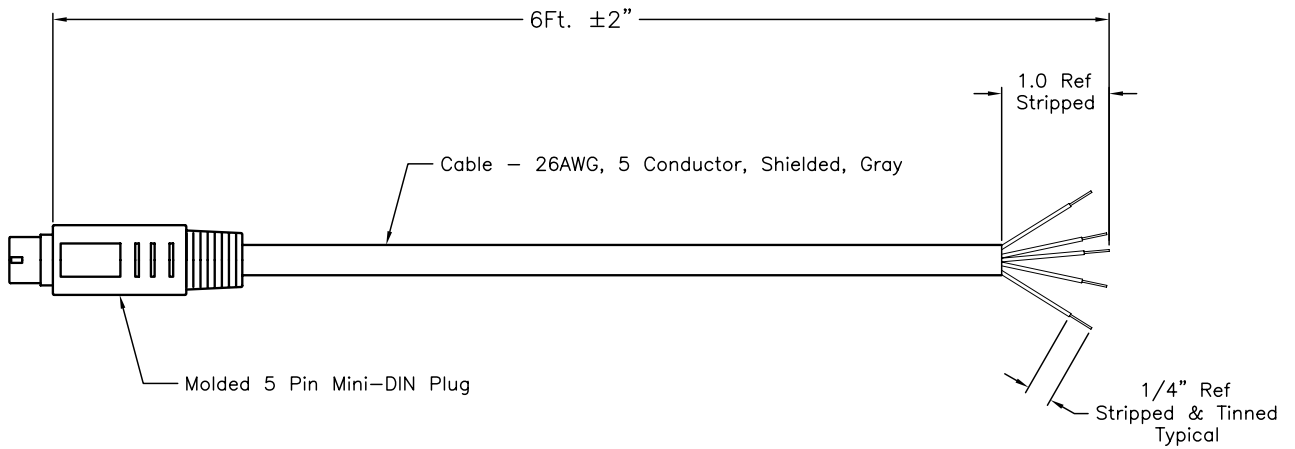 6Ft. ±2”
1.0 Ref
Stripped
Cable – 26AWG, 5 Conductor, Shielded, Gray
Molded 5 Pin Mini–DIN Plug
1/4” Ref
Stripped & Tinned
Typical